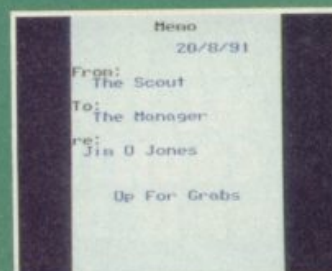 Memo
20/8/91
From:
The Scout
To:
The Manager
re:
Jim O Jones
Up For Grabs